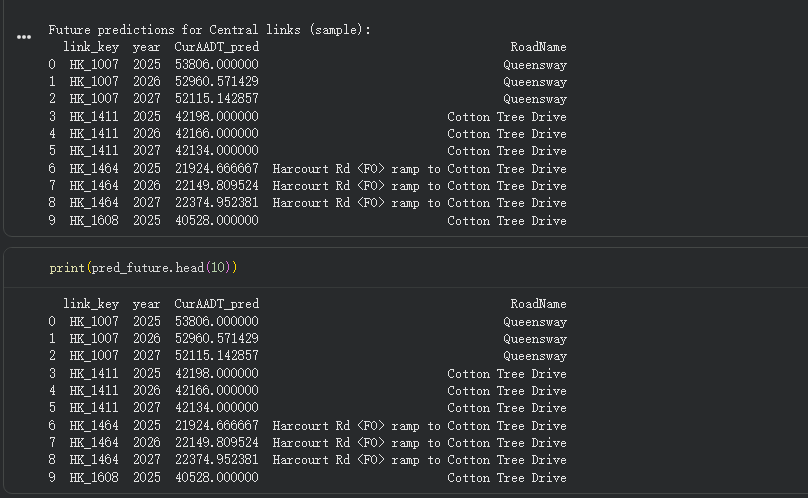 Future predictions for Central links (sample):
link_key year CurAADT_pred RoadName
0 HK_1007 2025 53806.000000 Queensway
1 HK_1007 2026 52960.571429 Queensway
2 HK_1007 2027 52115.142857 Queensway
3 HK_1411 2025 42198.000000 Cotton Tree Drive
4 HK_1411 2026 42166.000000 Cotton Tree Drive
5 HK_1411 2027 42134.000000 Cotton Tree Drive
6 HK_1464 2025 21924.666667 Harcourt Rd <FO> ramp to Cotton Tree Drive
7 HK_1464 2026 22149.809524 Harcourt Rd <FO> ramp to Cotton Tree Drive
8 HK_1464 2027 22374.952381 Harcourt Rd <FO> ramp to Cotton Tree Drive
9 HK_1608 2025 40528.000000 Cotton Tree Drive
print(pred_future.head(10))
link_key year CurAADT_pred RoadName
0 HK_1007 2025 53806.000000 Queensway
1 HK_1007 2026 52960.571429 Queensway
2 HK_1007 2027 52115.142857 Queensway
3 HK_1411 2025 42198.000000 Cotton Tree Drive
4 HK_1411 2026 42166.000000 Cotton Tree Drive
5 HK_1411 2027 42134.000000 Cotton Tree Drive
6 HK_1464 2025 21924.666667 Harcourt Rd <FO> ramp to Cotton Tree Drive
7 HK_1464 2026 22149.809524 Harcourt Rd <FO> ramp to Cotton Tree Drive
8 HK_1464 2027 22374.952381 Harcourt Rd <FO> ramp to Cotton Tree Drive
9 HK_1608 2025 40528.000000 Cotton Tree Drive